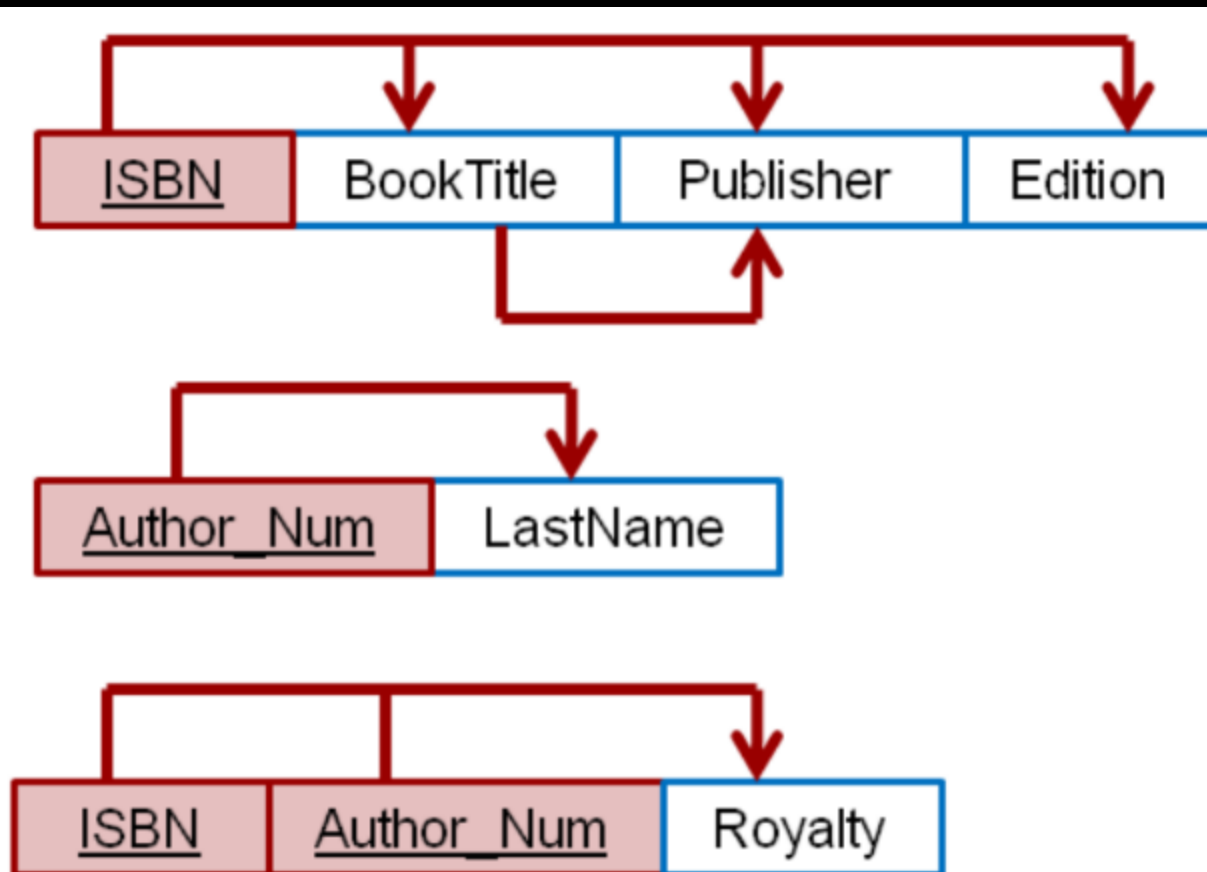 ISBN BookTitle Publisher Edition
Author_Num LastName
ISBN Author_Num Royalty